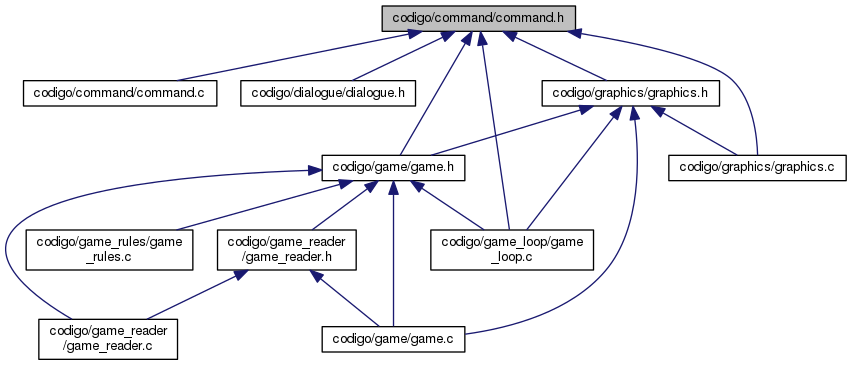 codigo/command/command.h
codigo/command/command.c
codigo/dialogue/dialogue.h
codigo/graphics/graphics.h
codigo/game/game.h
codigo/graphics/graphics.c
codigo/game_rules/game
_rules.c
codigo/game_reader
/game_reader.h
codigo/game_loop/game
_loop.c
codigo/game_reader
/game_reader.c
codigo/game/game.c